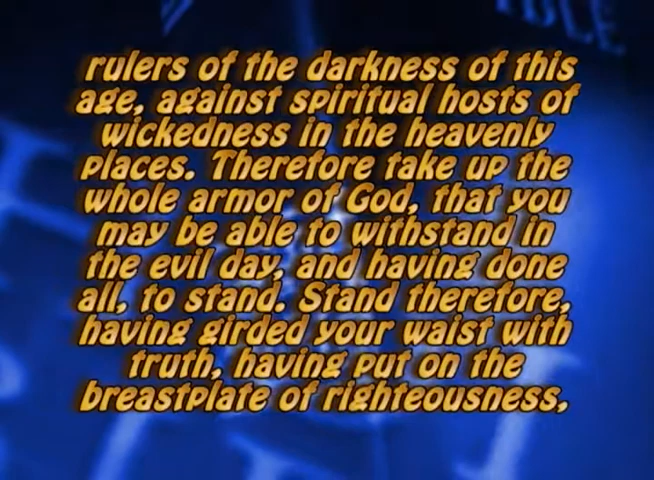 rulers of the darkness of this
age, against spiritual hosts of
wickedness in the heavenly
places. Therefore take up the
whole armor of God, that you
may be able to withstand in
the evil day, and having done
all, to stand. Stand therefore,
having girded your waist with
truth, having put on the
breastplate of righteousness,